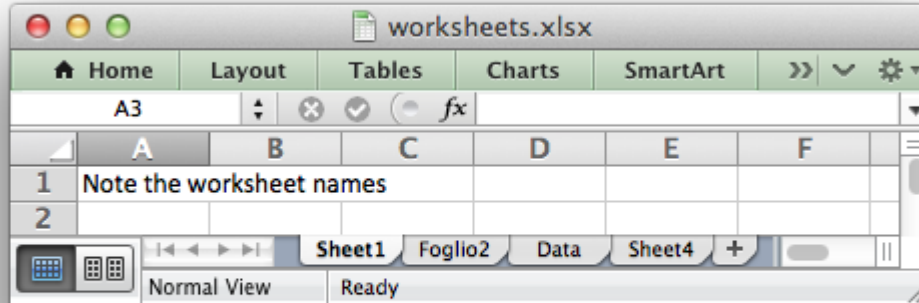 worksheets.xlsx
Home Layout Tables Charts SmartArt
A3 fx
A B C D E F
1 Note the worksheet names
2
Sheet1 Foglio2 Data Sheet4 +
Normal View Ready